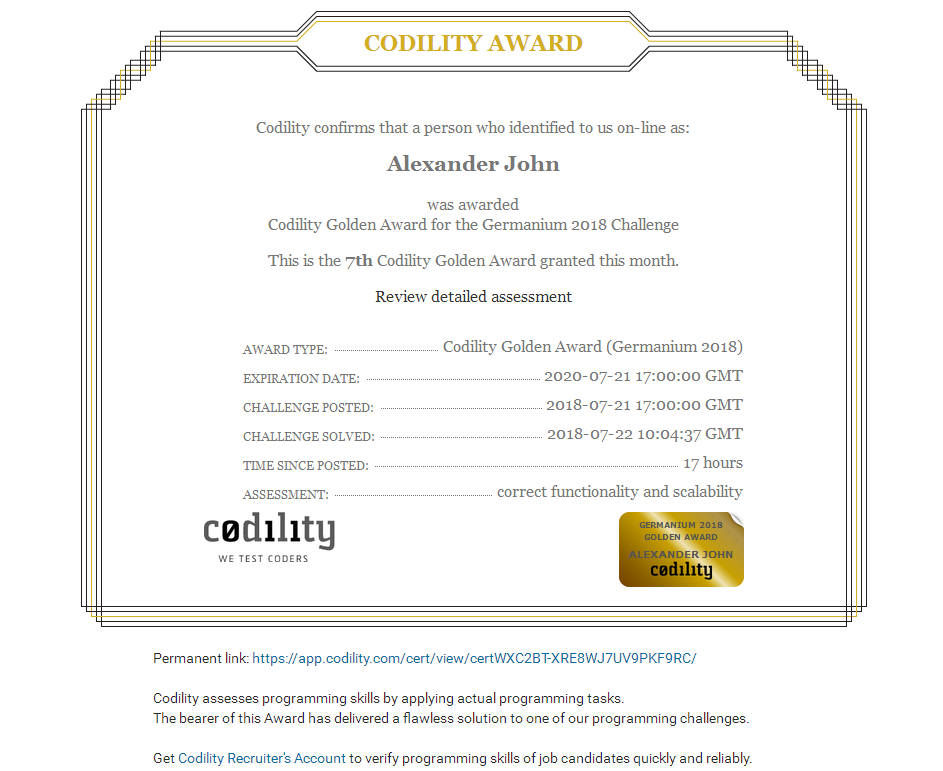 CODILITY AWARD
Codility confirms that a person who identified to us on-line as:
Alexander John
was awarded
Codility Golden Award for the Germanium 2018 Challenge
This is the 7th Codility Golden Award granted this month.
Review detailed assessment
AWARD TYPE: Codility Golden Award (Germanium 2018)
EXPIRATION DATE: 2020-07-21 17:00:00 GMT
CHALLENGE POSTED: 2018-07-21 17:00:00 GMT
CHALLENGE SOLVED: 2018-07-22 10:04:37 GMT
TIME SINCE POSTED: 17 hours
ASSESSMENT: correct functionality and scalability
cødılıty
WE TEST CODERS
GERMANIUM 2018
GOLDEN AWARD
ALEXANDER JOHN
cødılıty
Permanent link: https://app.codility.com/cert/view/certWXC2BT-XRE8WJ7UV9PKF9RC/
Codility assesses programming skills by applying actual programming tasks.
The bearer of this Award has delivered a flawless solution to one of our programming challenges.
Get Codility Recruiter's Account to verify programming skills of job candidates quickly and reliably.